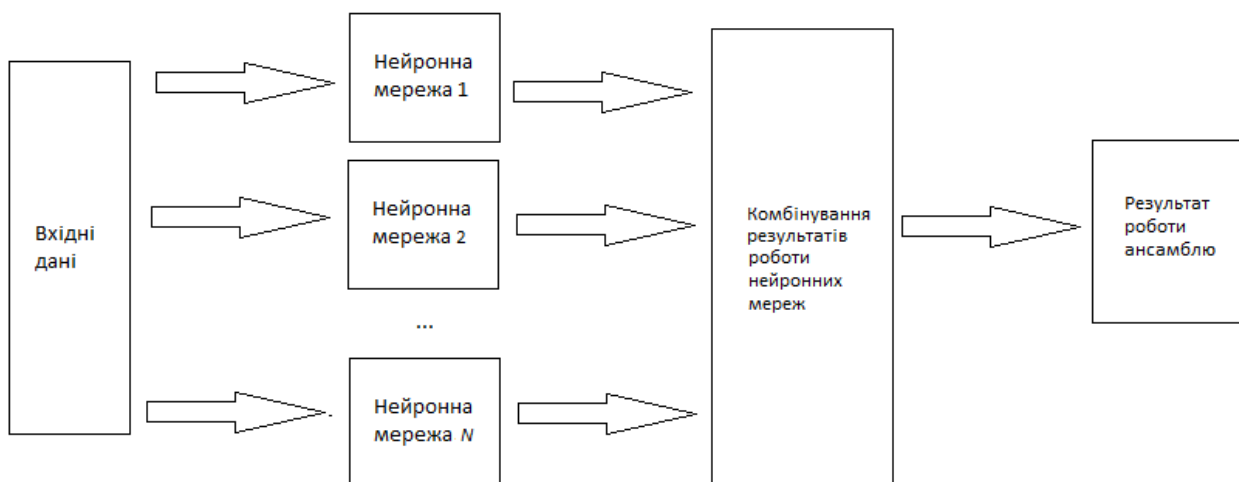 Вхідні
дані
Нейронна
мережа 1
Нейронна
мережа 2
...
Нейронна
мережа N
Комбінування
результатів
роботи
нейронних
мереж
Результат
роботи
ансамблю